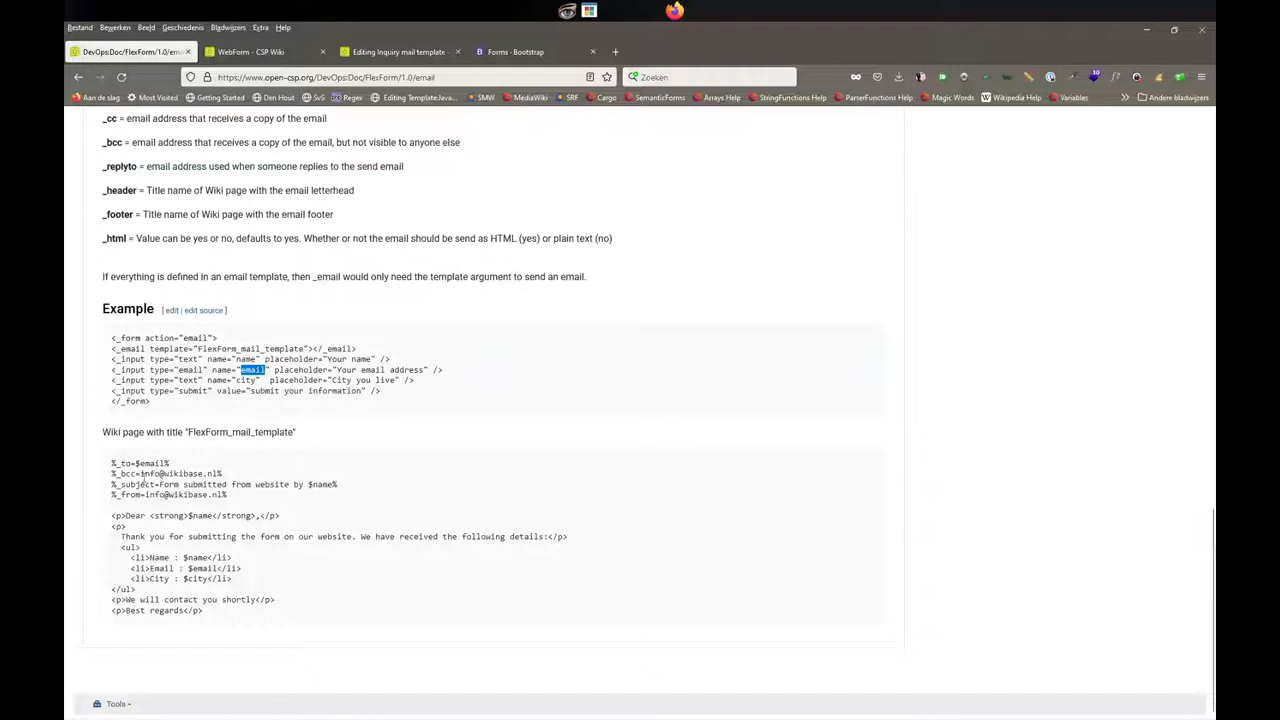 Bestand Bewerken Beeld Geschiedenis Bladwijzers Extra Help
DevOps:Doc/FlexForm/1.0/ema WebForm - CSP Wiki Editing Inquiry mail template - Forms · Bootstrap
https://www.open-csp.org/DevOps:Doc/FlexForm/1.0/email Zoeken
Aan de slag Most Visited Getting Started Den Hout SvS Regex Editing TemplateJava... SMW MediaWiki SRF Cargo SemanticForms Arrays Help StringFunctions Help ParserFunctions Help Magic Words Wikipedia Help Variables Andere bladwijzers
_cc = email address that receives a copy of the email
_bcc = email address that receives a copy of the email, but not visible to anyone else
_replyto = email address used when someone replies to the send email
_header = Title name of Wiki page with the email letterhead
_footer = Title name of Wiki page with the email footer
_html = Value can be yes or no, defaults to yes. Whether or not the email should be send as HTML (yes) or plain text (no)
If everything is defined in an email template, then _email would only need the template argument to send an email.
Example [ edit | edit source ]
<_form action="email">
<_email template="FlexForm_mail_template"></_email>
<_input type="text" name="name" placeholder="Your name" />
<_input type="email" name="email" placeholder="Your email address" />
<_input type="text" name="city" placeholder="City you live" />
<_input type="submit" value="submit your information" />
</_form>
Wiki page with title "FlexForm_mail_template"
%_to=$email%
%_bcc=info@wikibase.nl%
%_subject=Form submitted from website by $name%
%_from=info@wikibase.nl%
<p>Dear <strong>$name</strong>,</p>
<p>
Thank you for submitting the form on our website. We have received the following details:</p>
<ul>
<li>Name : $name</li>
<li>Email : $email</li>
<li>City : $city</li>
</ul>
<p>We will contact you shortly</p>
<p>Best regards</p>
Tools